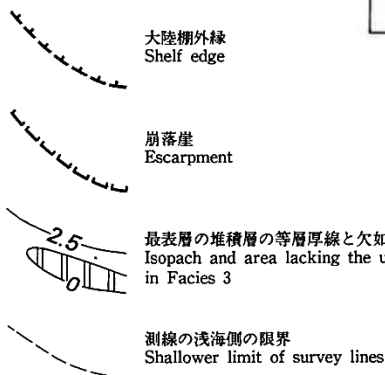 大陸棚外縁
Shelf edge
崩落崖
Escarpment
最表層の堆積層の等層厚線と欠如
Isopach and area lacking the
in Facies 3
2.5
0
測線の浅海側の限界
Shallower limit of survey lines